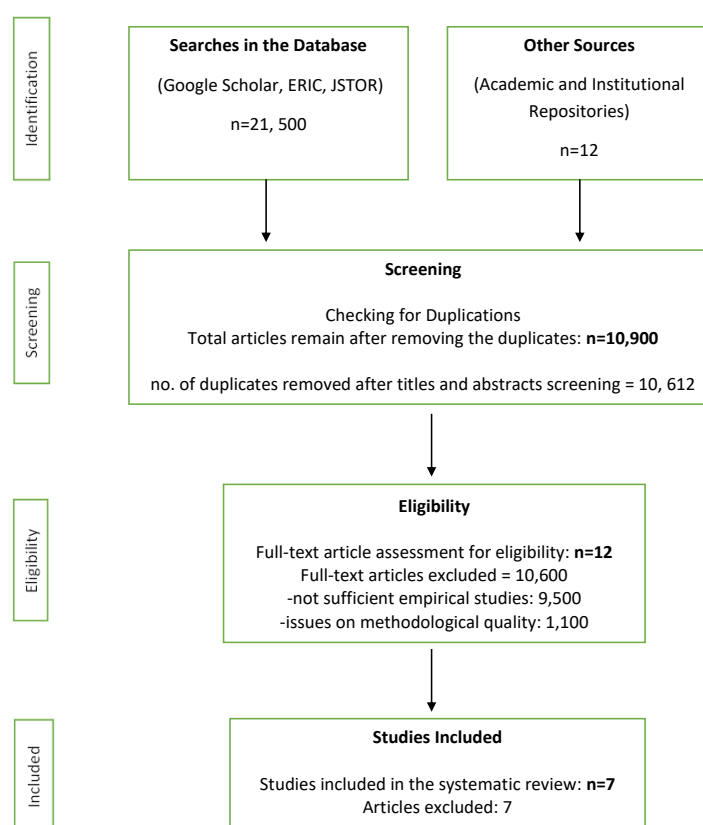 Identification
Searches in the Database
(Google Scholar, ERIC, JSTOR)
n=21, 500
Other Sources
(Academic and Institutional
Repositories)
n=12
Screening
Screening
Checking for Duplications
Total articles remain after removing the duplicates: n=10,900
no. of duplicates removed after titles and abstracts screening = 10, 612
Eligibility
Eligibility
Full-text article assessment for eligibility: n=12
Full-text articles excluded = 10,600
-not sufficient empirical studies: 9,500
-issues on methodological quality: 1,100
Included
Studies Included
Studies included in the systematic review: n=7
Articles excluded: 7